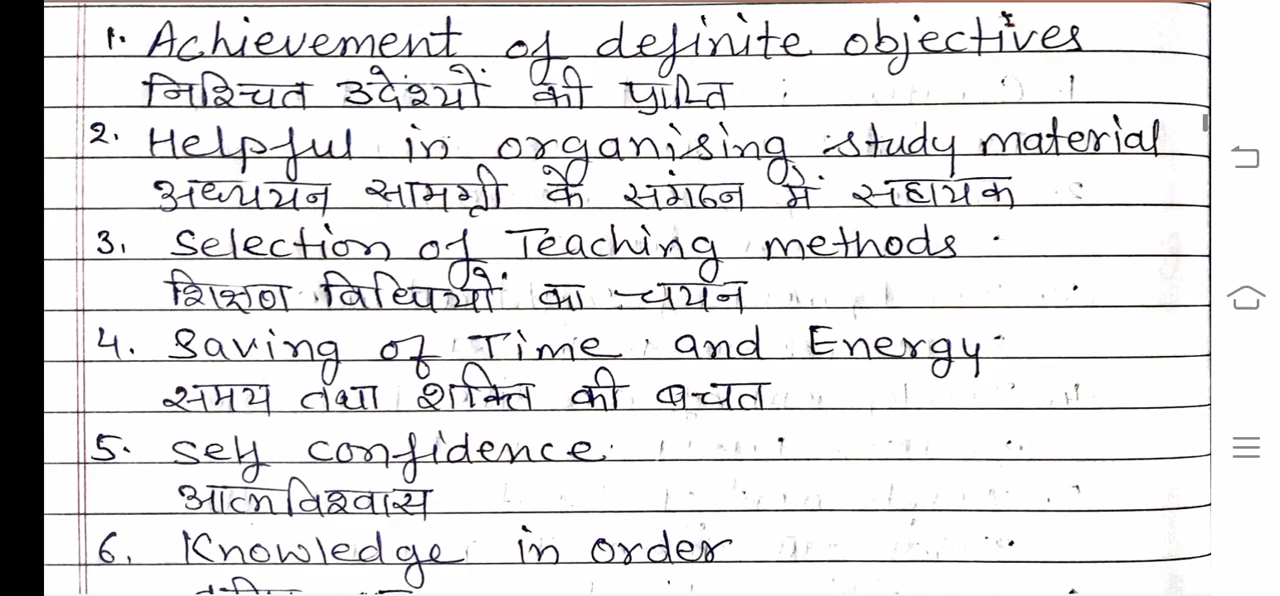 1. Achievement of definite objectives
निश्चित उदेश्यों की प्राप्ति
2. Helpful in organising study material
अध्ययन सामग्री के संगठन में सहायक
3. Selection of Teaching methods
शिक्षण विधियों का चयन
4. Saving of Time and Energy
समय तथा शक्ति की बचत
5. Self confidence
आत्मविश्वास
6. Knowledge in order